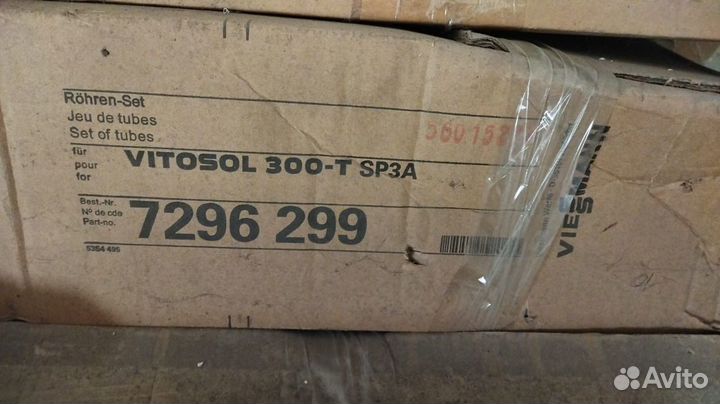 Röhren-Set
Jeu de tubes
Set of tubes
für
pour
for
VITOSOL 300-T SP3A
Best.-Nr.
N° de cde
Part-no.
7296 299
5354 495
VIESMANN
Avito